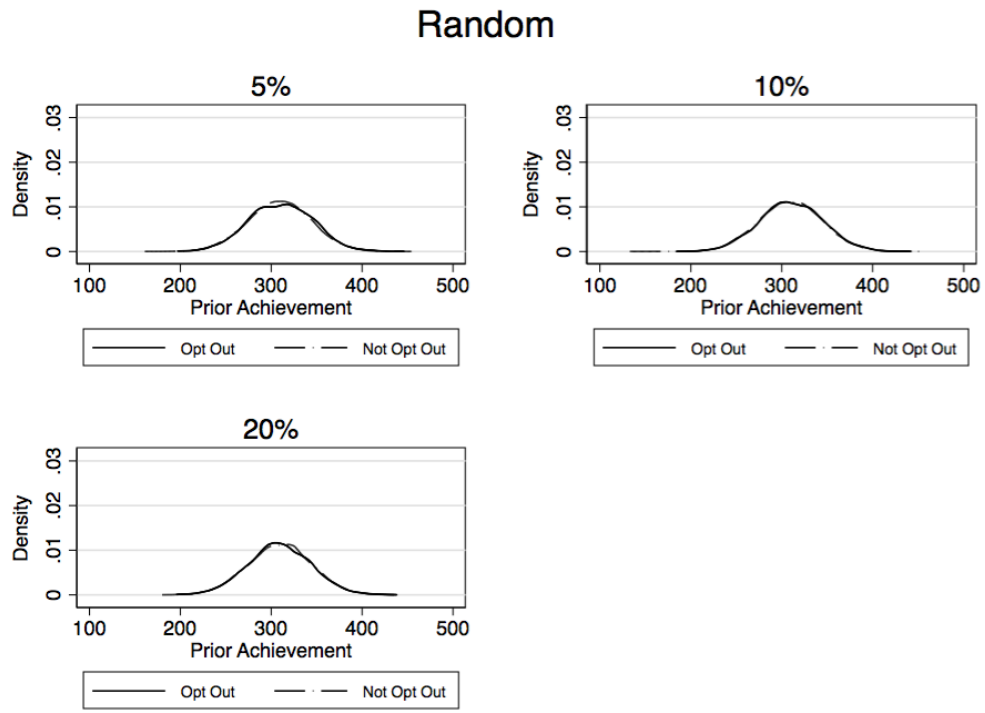 Random
5%
Density
.03
.02
.01
0
100 200 300 400 500
Prior Achievement
Opt Out Not Opt Out
10%
Density
.03
.02
.01
0
100 200 300 400 500
Prior Achievement
Opt Out Not Opt Out
20%
Density
.03
.02
.01
0
100 200 300 400 500
Prior Achievement
Opt Out Not Opt Out